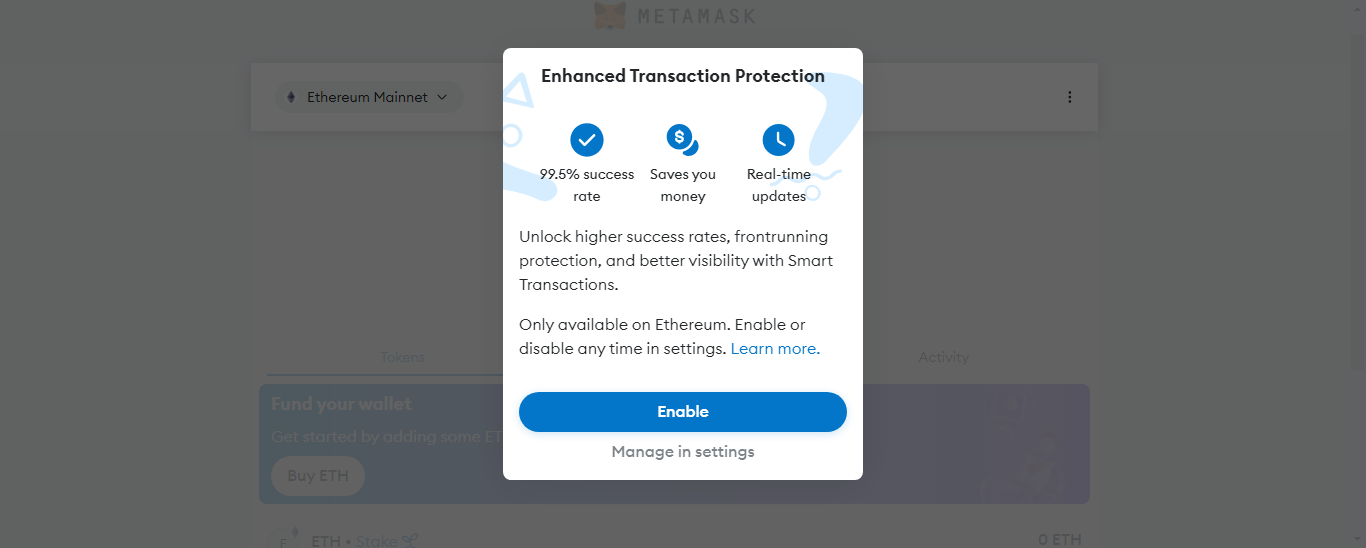 METAMASK
Enhanced Transaction Protection
Ethereum Mainnet
99.5% success
rate
Saves you
money
Real-time
updates
Unlock higher success rates, frontrunning
protection, and better visibility with Smart
Transactions.
Only available on Ethereum. Enable or
disable any time in settings. Learn more.
Tokens
Activity
Enable
Manage in settings
Fund your wallet
Get started by adding some ET
Buy ETH
E
ETH • Stake
0 ETH